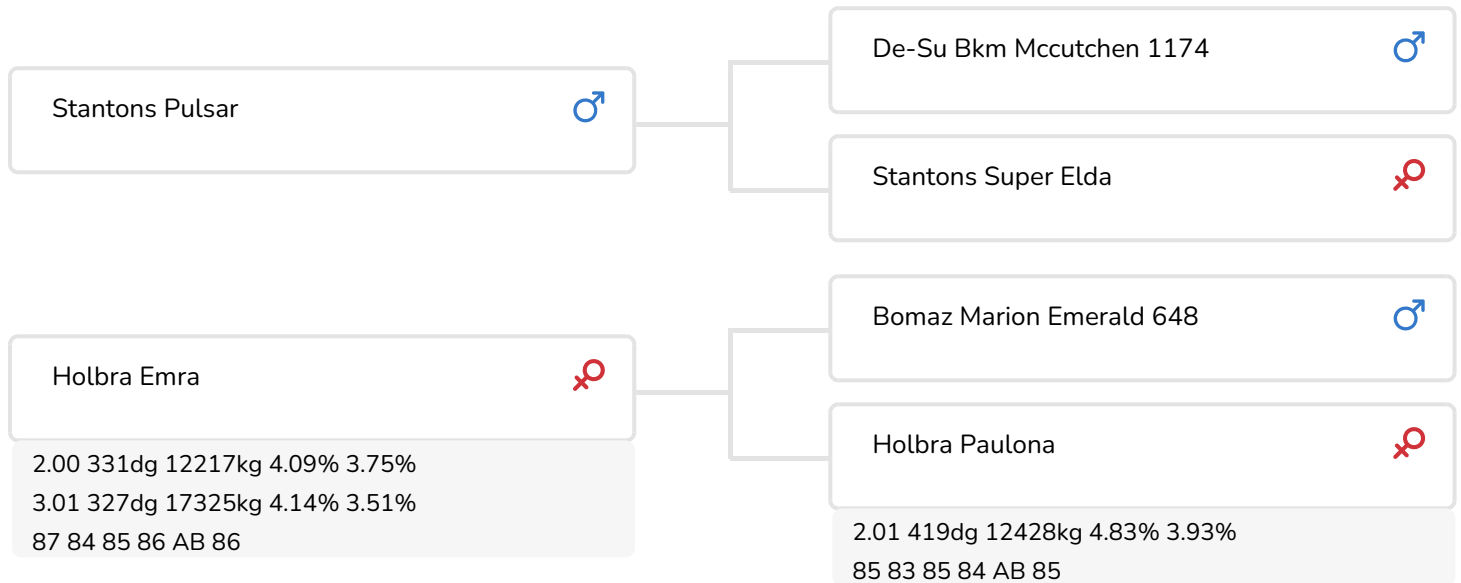 Stantons Pulsar
De-Su Bkm Mccutchen 1174
Stantons Super Elda
Holbra Emra
2.00 331dg 12217kg 4.09% 3.75%
3.01 327dg 17325kg 4.14% 3.51%
87 84 85 86 AB 86
Bomaz Marion Emerald 648
Holbra Paulona
2.01 419dg 12428kg 4.83% 3.93%
85 83 85 84 AB 85